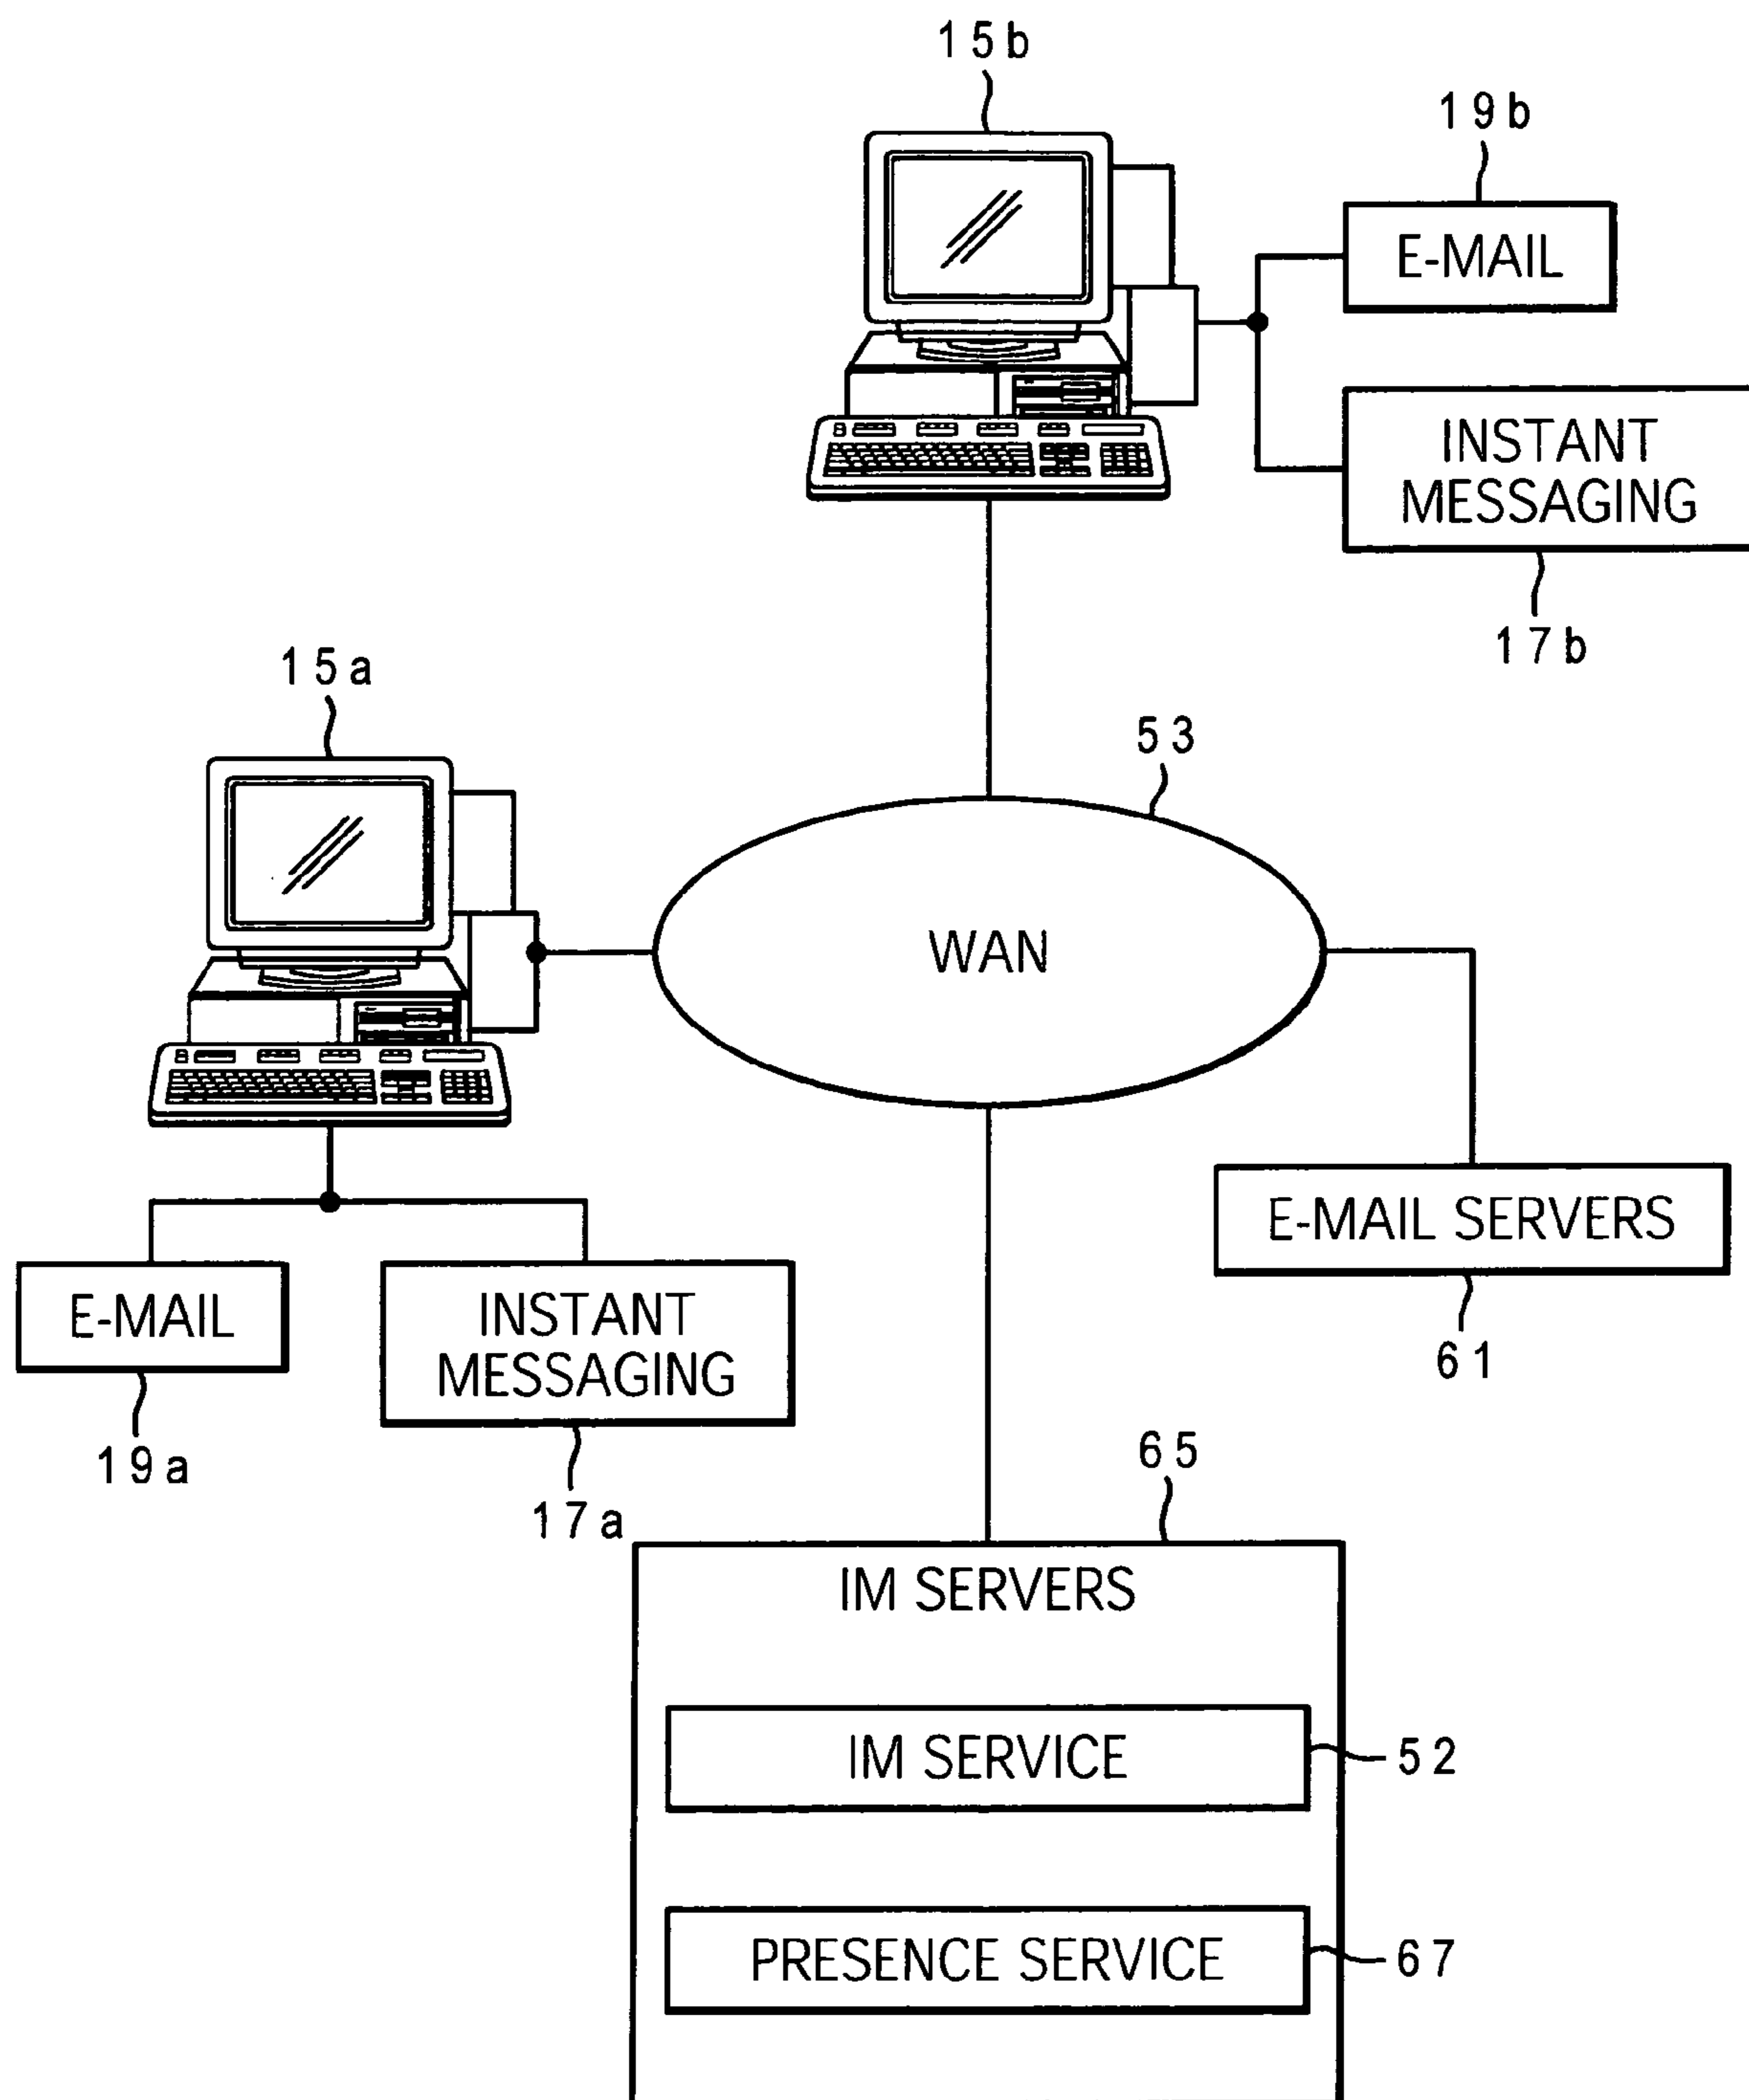 15b
19b
E-MAIL
INSTANT
MESSAGING
17b
15a
53
WAN
E-MAIL SERVERS
61
E-MAIL
19a
INSTANT
MESSAGING
17a
65
IM SERVERS
IM SERVICE
52
PRESENCE SERVICE
67